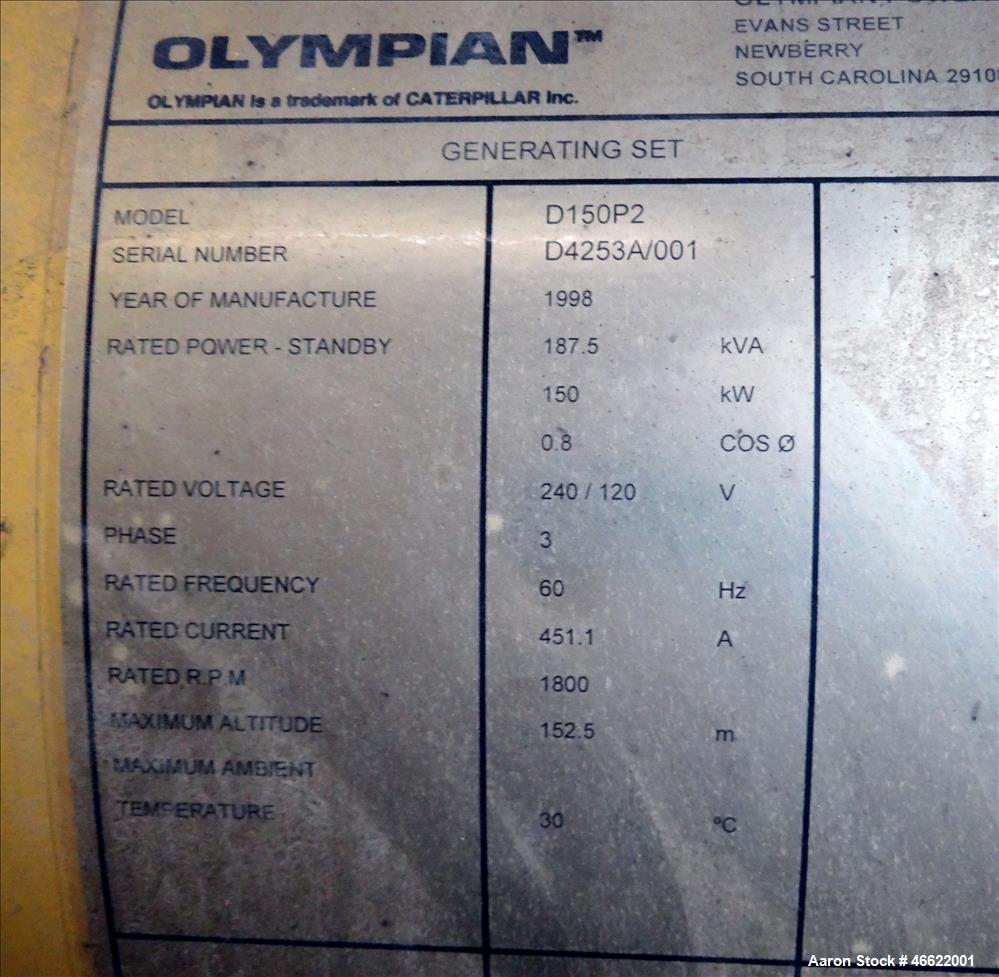 OLYMPIAN™
OLYMPIAN is a trademark of CATERPILLAR Inc.
EVANS STREET
NEWBERRY
SOUTH CAROLINA
GENERATING SET
MODEL D150P2
SERIAL NUMBER D4253A/001
YEAR OF MANUFACTURE 1998
RATED POWER - STANDBY 187.5 kVA
150 kW
0.8 COS Ø
RATED VOLTAGE 240 / 120 V
PHASE 3
RATED FREQUENCY 60 Hz
RATED CURRENT 451.1 A
RATED R.P.M 1800
MAXIMUM ALTITUDE 152.5 m
MAXIMUM AMBIENT
TEMPERATURE 30 ºC
Aaron Stock # 46622001